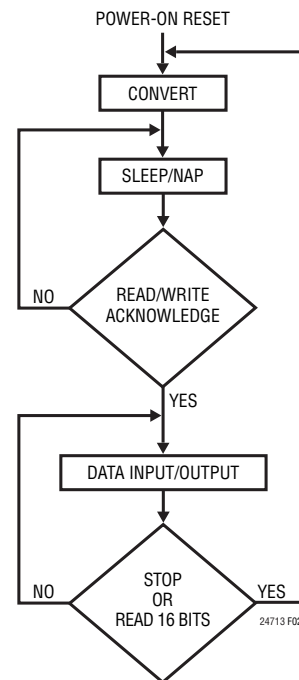 POWER-ON RESET
CONVERT
SLEEP/NAP
READ/WRITE
ACKNOWLEDGE
NO
YES
DATA INPUT/OUTPUT
STOP
OR
READ 16 BITS
NO
YES
24713 F02